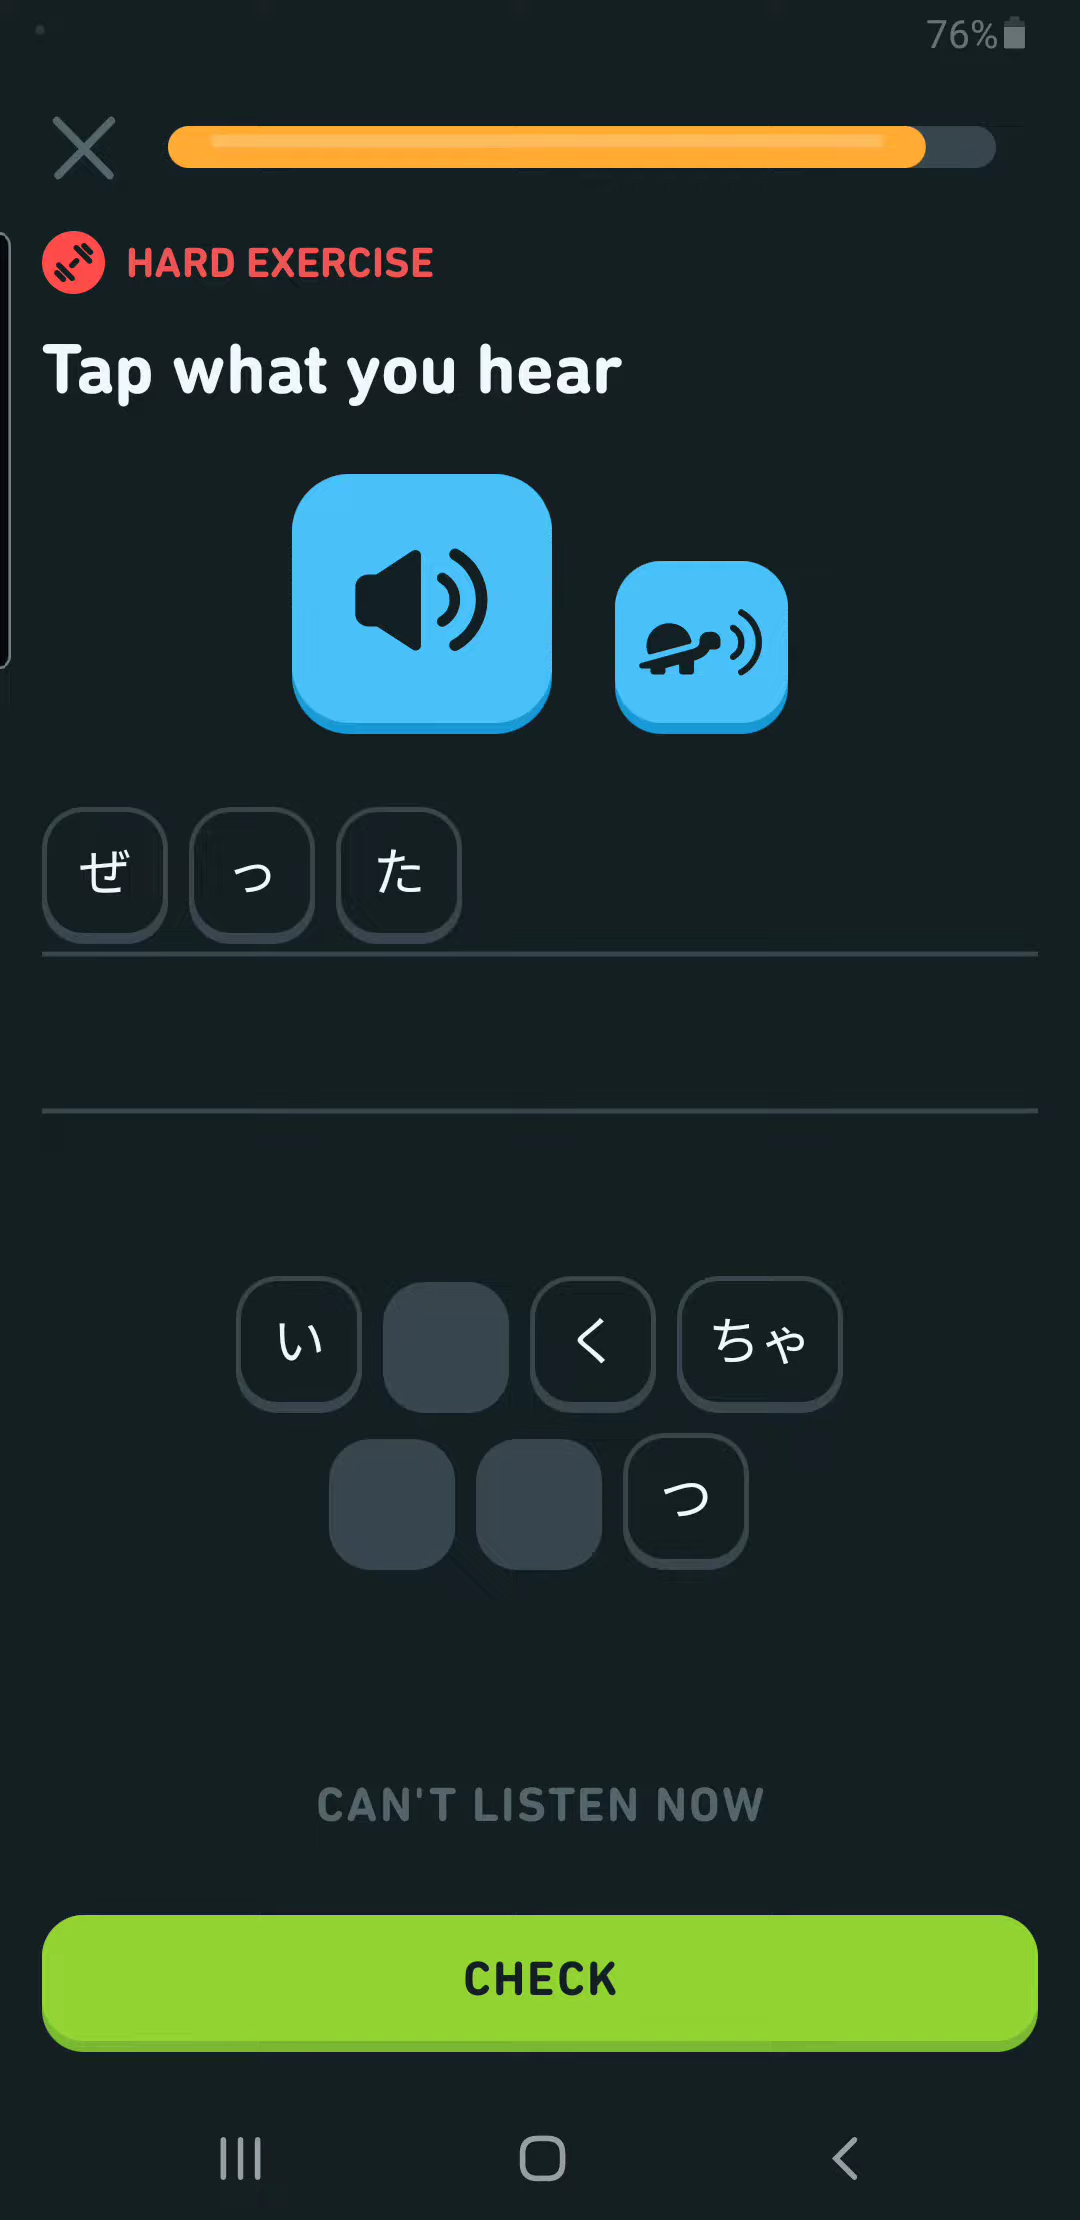 76%
HARD EXERCISE
Tap what you hear
ぜ っ た
い く ちゃ
つ
CAN'T LISTEN NOW
CHECK